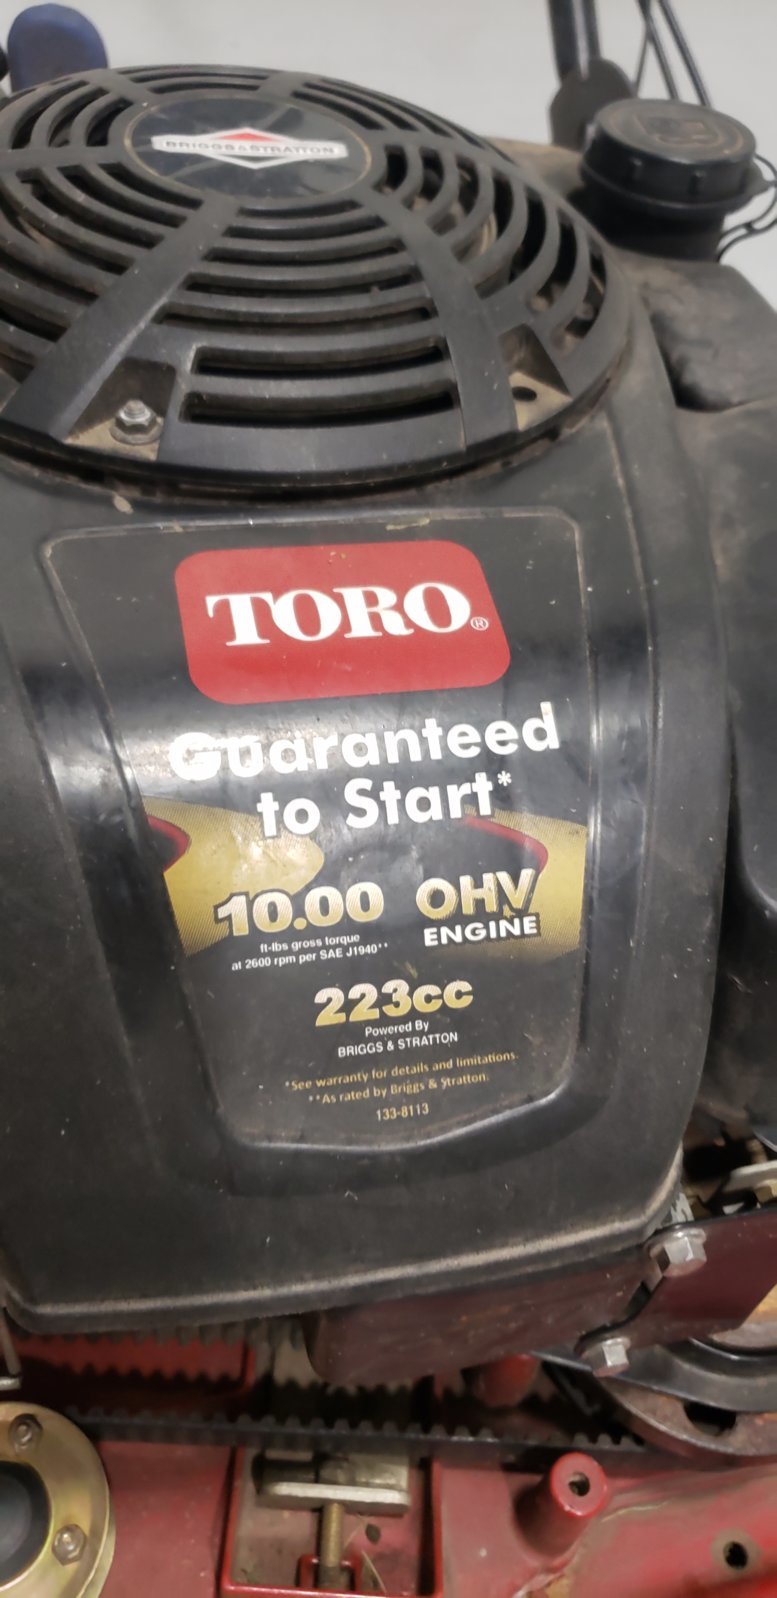 BRIGGS & STRATTON
TORO®
Guaranteed
to Start*
10.00 OHV
ft-lbs gross torque
at 2600 rpm per SAE J1940**
ENGINE
223cc
Powered By
BRIGGS & STRATTON
*See warranty for details and limitations.
**As rated by Briggs & Stratton.
133-8113